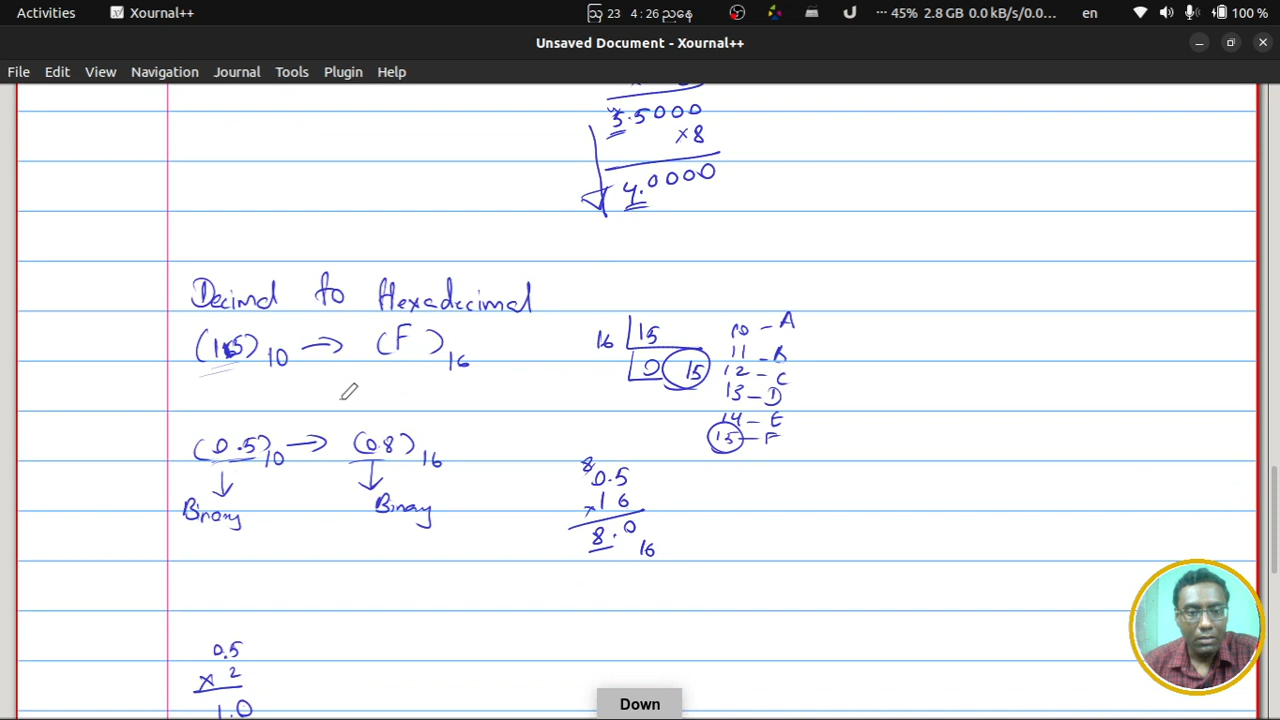 Activities Xournal++ 23 4:26 45% 2.8 GB 0.0 kB/s/0.0... en 100 %
Unsaved Document - Xournal++
File Edit View Navigation Journal Tools Plugin Help
3.5000
×8
4.0000
Decimal to Hexadecimal
(15)10 → (F)16
16 15
0 15
10 - A
11 - B
12 - C
13 - D
14 - E
15 - F
(0.5)10 → (0.8)16
Binary Binary
8
0.5
×16
8.0
16
0.5
× 2
1.0
Down